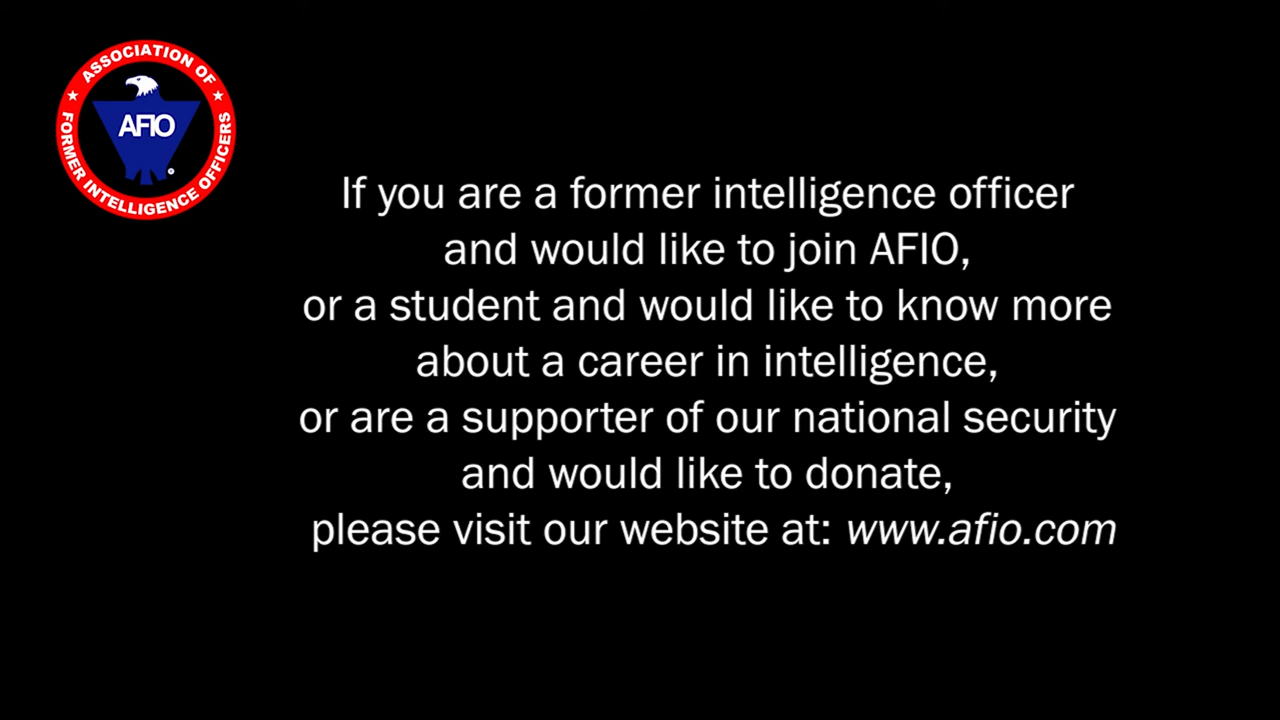 ASSOCIATION OF
FORMER INTELLIGENCE OFFICERS
AFIO
If you are a former intelligence officer
and would like to join AFIO,
or a student and would like to know more
about a career in intelligence,
or are a supporter of our national security
and would like to donate,
please visit our website at: www.afio.com